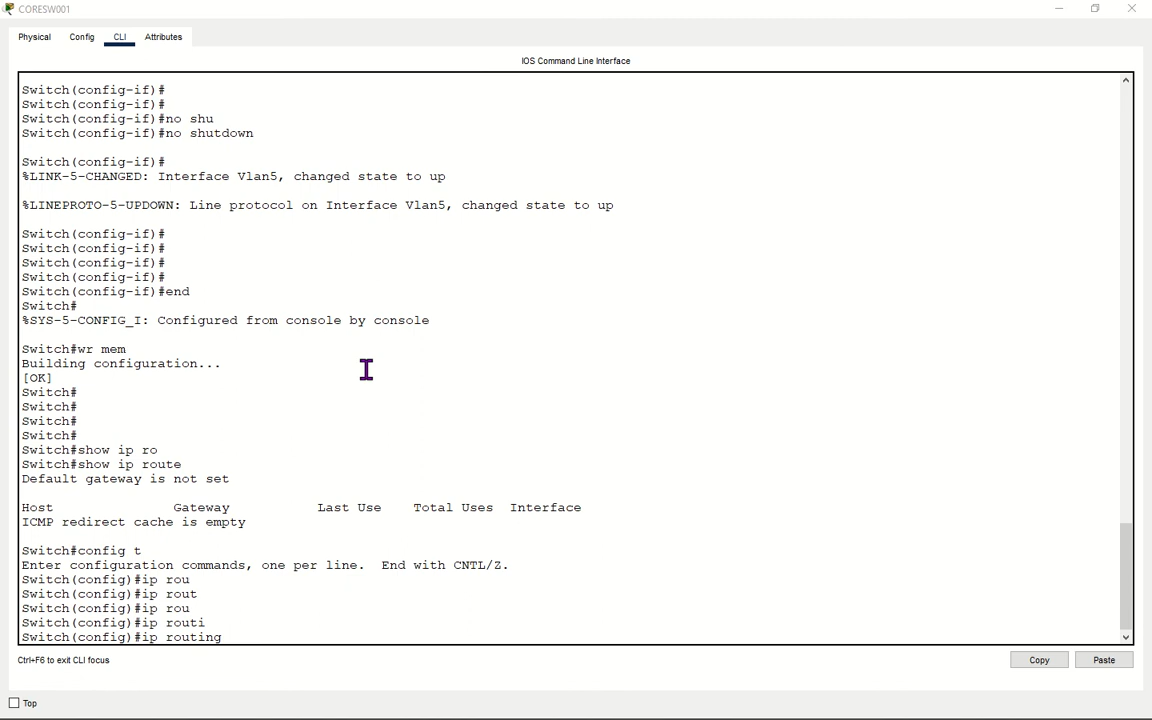 CORESW001
Physical Config CLI Attributes
IOS Command Line Interface
Switch(config-if)#
Switch(config-if)#
Switch(config-if)#no shu
Switch(config-if)#no shutdown
Switch(config-if)#
%LINK-5-CHANGED: Interface Vlan5, changed state to up
%LINEPROTO-5-UPDOWN: Line protocol on Interface Vlan5, changed state to up
Switch(config-if)#
Switch(config-if)#
Switch(config-if)#
Switch(config-if)#
Switch(config-if)#end
Switch#
%SYS-5-CONFIG_I: Configured from console by console
Switch#wr mem
Building configuration...
[OK]
Switch#
Switch#
Switch#
Switch#
Switch#show ip ro
Switch#show ip route
Default gateway is not set
Host Gateway Last Use Total Uses Interface
ICMP redirect cache is empty
Switch#config t
Enter configuration commands, one per line. End with CNTL/Z.
Switch(config)#ip rou
Switch(config)#ip rout
Switch(config)#ip rou
Switch(config)#ip routi
Switch(config)#ip routing
Ctrl+F6 to exit CLI focus
Copy Paste
Top